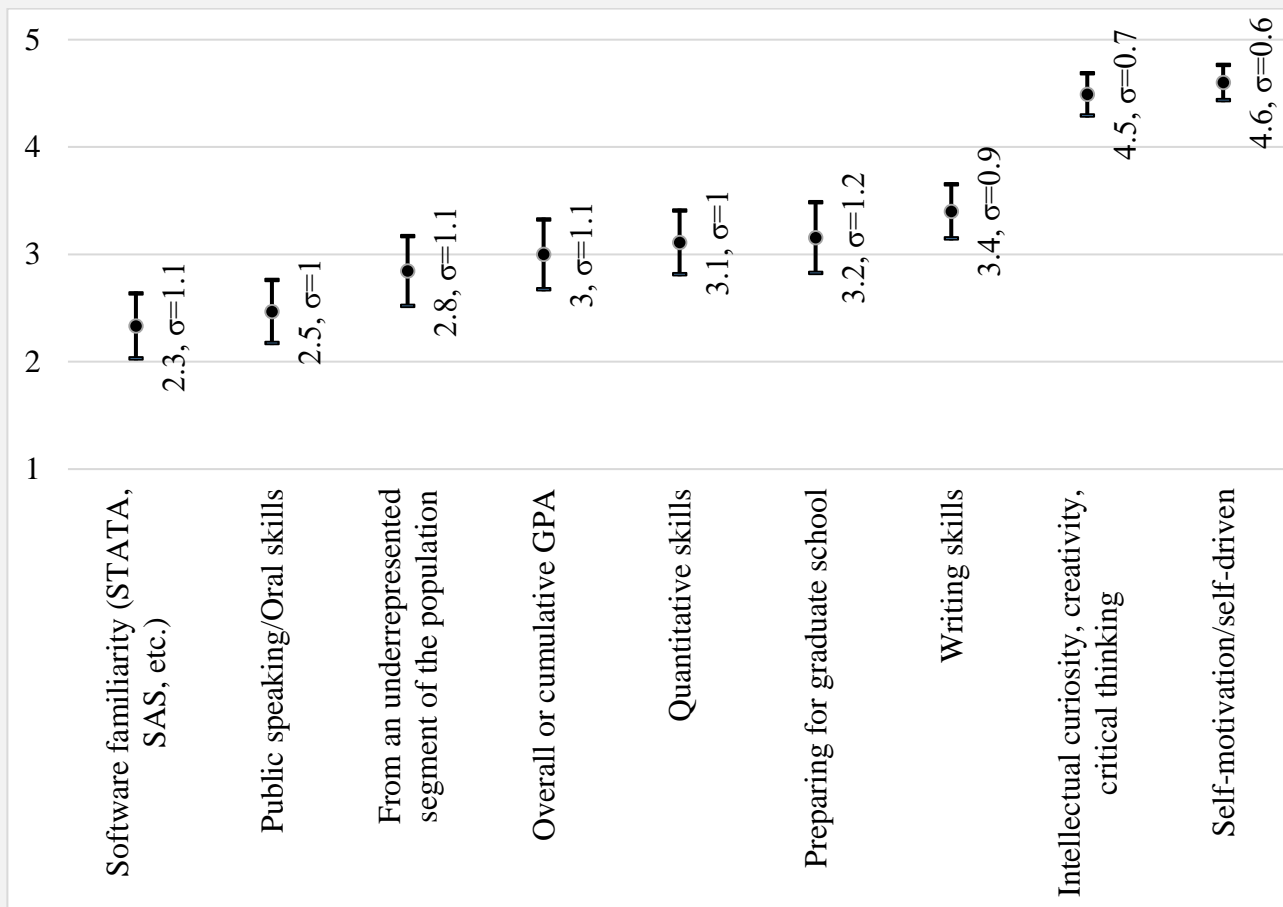 5
4
3
2
1
2.3, σ=1.1
2.5, σ=1
2.8, σ=1.1
3, σ=1.1
3.1, σ=1
3.2, σ=1.2
3.4, σ=0.9
4.5, σ=0.7
4.6, σ=0.6
Software familiarity (STATA,
SAS, etc.)
Public speaking/Oral skills
From an underrepresented
segment of the population
Overall or cumulative GPA
Quantitative skills
Preparing for graduate school
Writing skills
Intellectual curiosity, creativity,
critical thinking
Self-motivation/self-driven